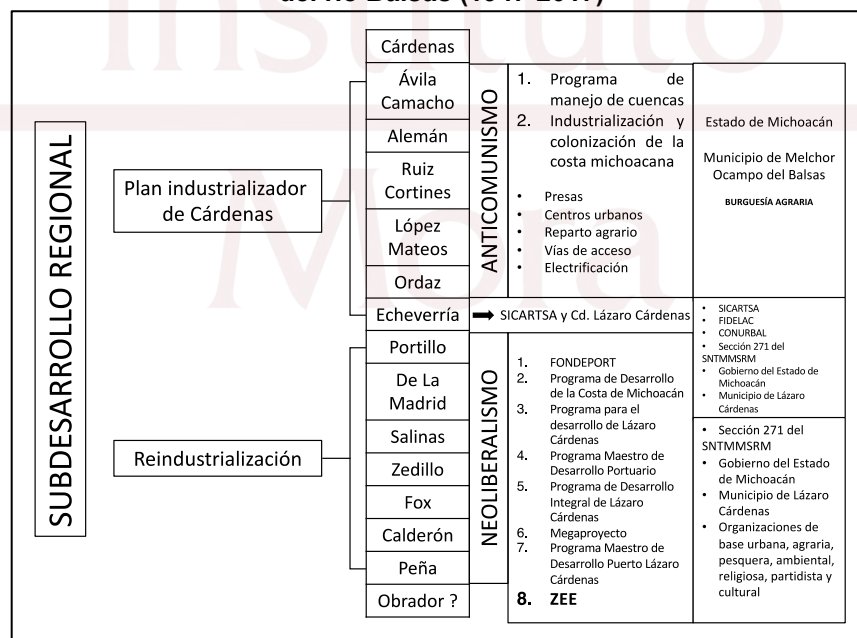 Instituto
Mora
SUBDESARROLLO REGIONAL
Plan industrializador
de Cárdenas
Reindustrialización
Cárdenas
Ávila
Camacho
Alemán
Ruiz
Cortines
López
Mateos
Ordaz
Echeverría
Portillo
De La
Madrid
Salinas
Zedillo
Fox
Calderón
Peña
Obrador ?
ANTICOMUNISMO
1. Programa de
manejo de cuencas
2. Industrialización y
colonización de la
costa michoacana
• Presas
• Centros urbanos
• Reparto agrario
• Vías de acceso
• Electrificación
Estado de Michoacán
Municipio de Melchor
Ocampo del Balsas
BURGUESÍA AGRARIA
SICARTSA y Cd. Lázaro Cárdenas
• SICARTSA
• FIDELAC
• CONURBAL
• Sección 271 del
SNTMMSRM
• Gobierno del Estado de
Michoacán
• Municipio de Lázaro
Cárdenas
NEOLIBERALISMO
1. FONDEPORT
2. Programa de Desarrollo
de la Costa de Michoacán
3. Programa para el
desarrollo de Lázaro
Cárdenas
4. Programa Maestro de
Desarrollo Portuario
5. Programa de Desarrollo
Integral de Lázaro
Cárdenas
6. Megaproyecto
7. Programa Maestro de
Desarrollo Puerto Lázaro
Cárdenas
8. ZEE
• Sección 271 del
SNTMMSRM
• Gobierno del Estado
de Michoacán
• Municipio de Lázaro
Cárdenas
• Organizaciones de
base urbana, agraria,
pesquera, ambiental,
religiosa, partidista y
cultural